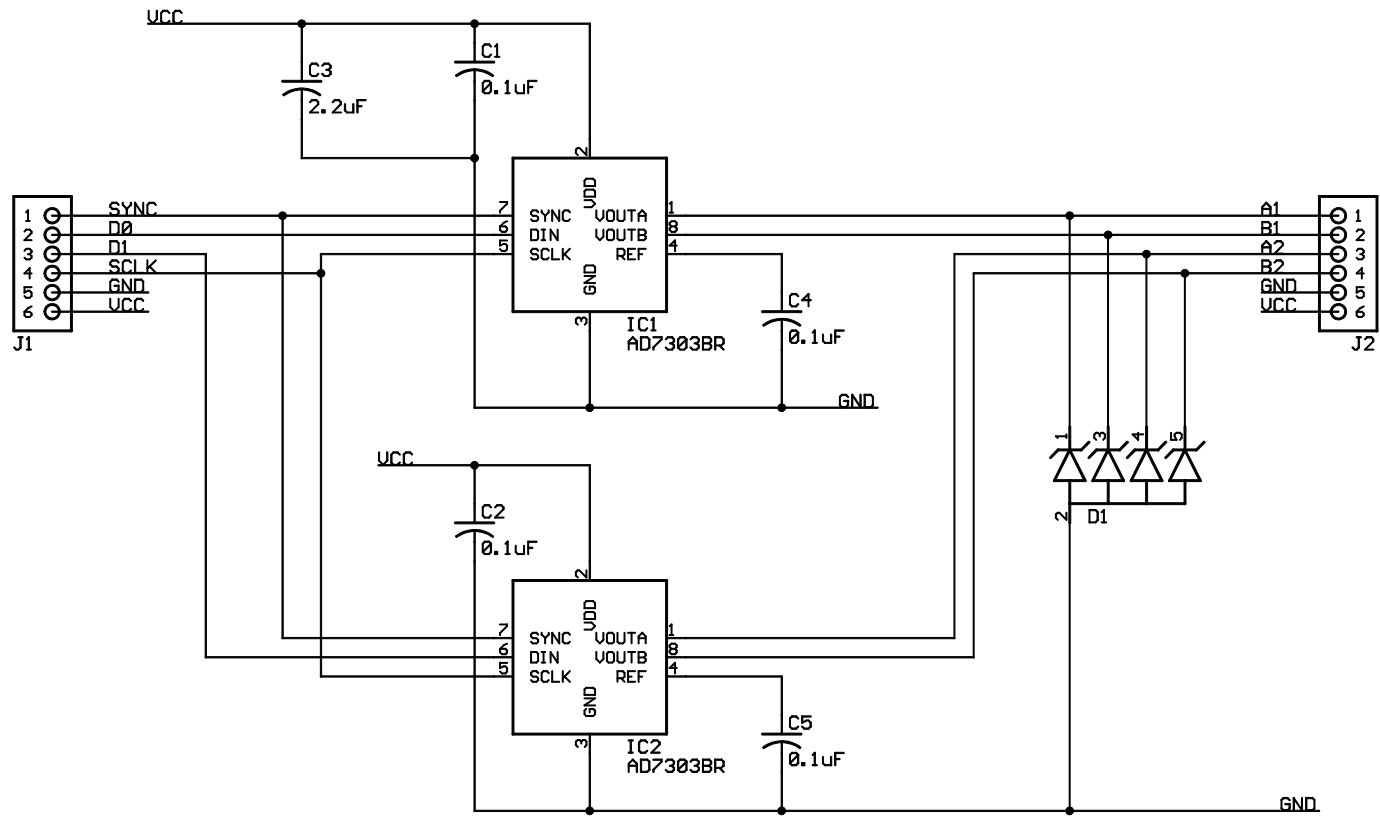 VCC
C3
2.2uF
C1
0.1uF
2
VDD
1 SYNC 7 SYNC VOUTA 1 A1 1
2 D0 6 DIN VOUTB 8 B1 2
3 D1 5 SCLK REF 4 A2 3
4 SCLK B2 4
5 GND GND GND 5
6 VCC VCC 6
J1
J2
C4
0.1uF
3
IC1
AD7303BR
GND
1 3 4 5
2
D1
VCC
C2
0.1uF
2
VDD
7 SYNC VOUTA 1
6 DIN VOUTB 8
5 SCLK REF 4
GND
3
IC2
AD7303BR
C5
0.1uF
GND